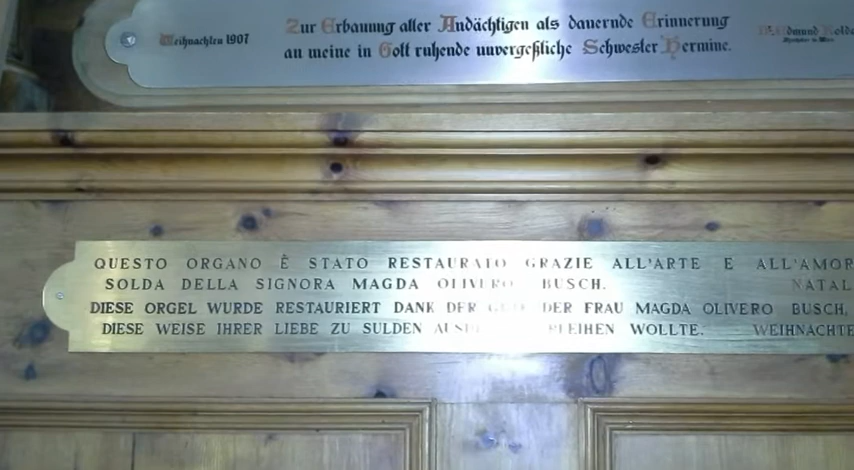 Weihnachten 1907
Zur Erbauung aller Andächtigen als dauernde Erinnerung
an meine in Gott ruhende unvergeßliche Schwester Hermine.
QUESTO ORGANO È STATO RESTAURATO GRAZIE ALL'ARTE E ALL'AMOR
SOLDA DELLA SIGNORA MAGDA OLIVERO BUSCH. NATAL
DIESE ORGEL WURDE RESTAURIERT DANK DER DER FRAU MAGDA OLIVERO BUSCH,
DIESE WEISE IHRER LIEBE ZU SULDEN WOLLTE. WEIHNACHTE